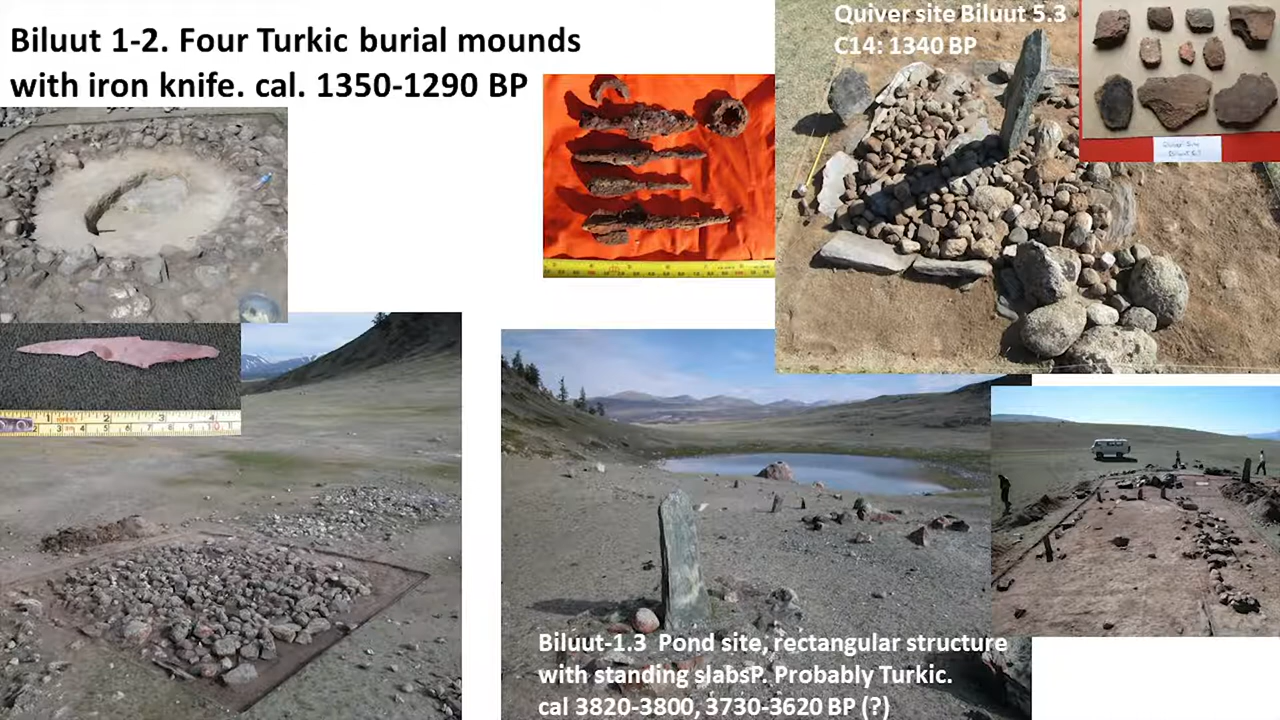 Biluut 1-2. Four Turkic burial mounds
with iron knife. cal. 1350-1290 BP
Quiver site Biluut 5.3
C14: 1340 BP
Quiver Site
Biluut-1.3 Pond site, rectangular structure
with standing slabsP. Probably Turkic.
cal 3820-3800, 3730-3620 BP (?)